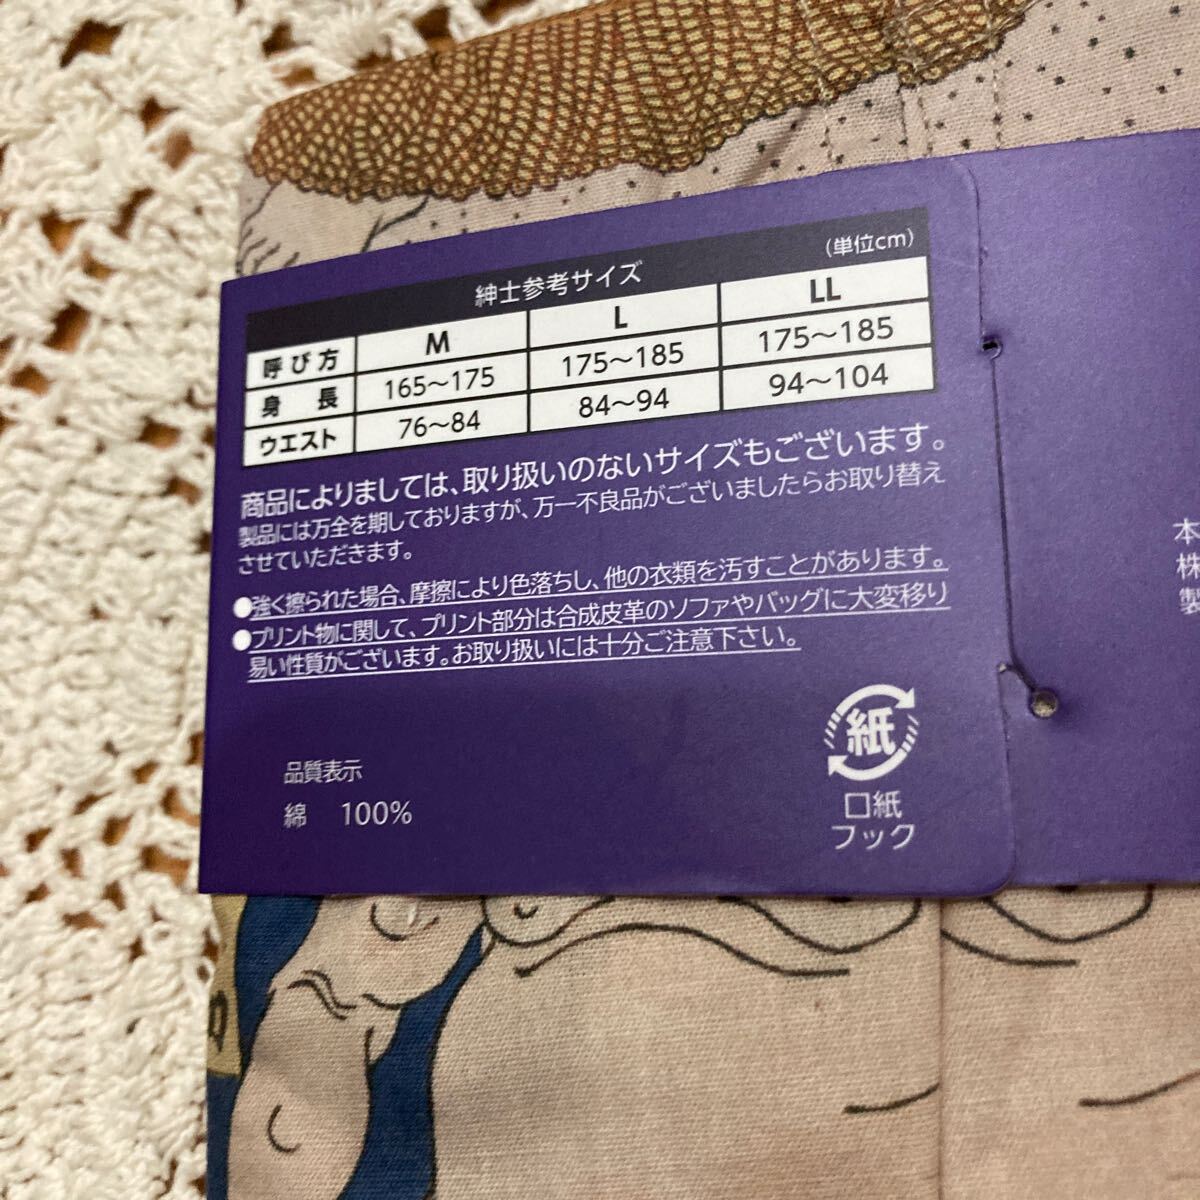 紳士参考サイズ (単位cm)
呼び方 M L LL
身 長 165〜175 175〜185 175〜185
ウエスト 76〜84 84〜94 94〜104
商品によりましては、取り扱いのないサイズもございます。
製品には万全を期しておりますが、万一不良品がございましたらお取り替え
させていただきます。
●強く擦られた場合、摩擦により色落ちし、他の衣類を汚すことがあります。
●プリント物に関して、プリント部分は合成皮革のソファやバッグに大変移り
易い性質がございます。お取り扱いには十分ご注意下さい。
品質表示
綿 100%
紙
口紙
フック
本
株
製